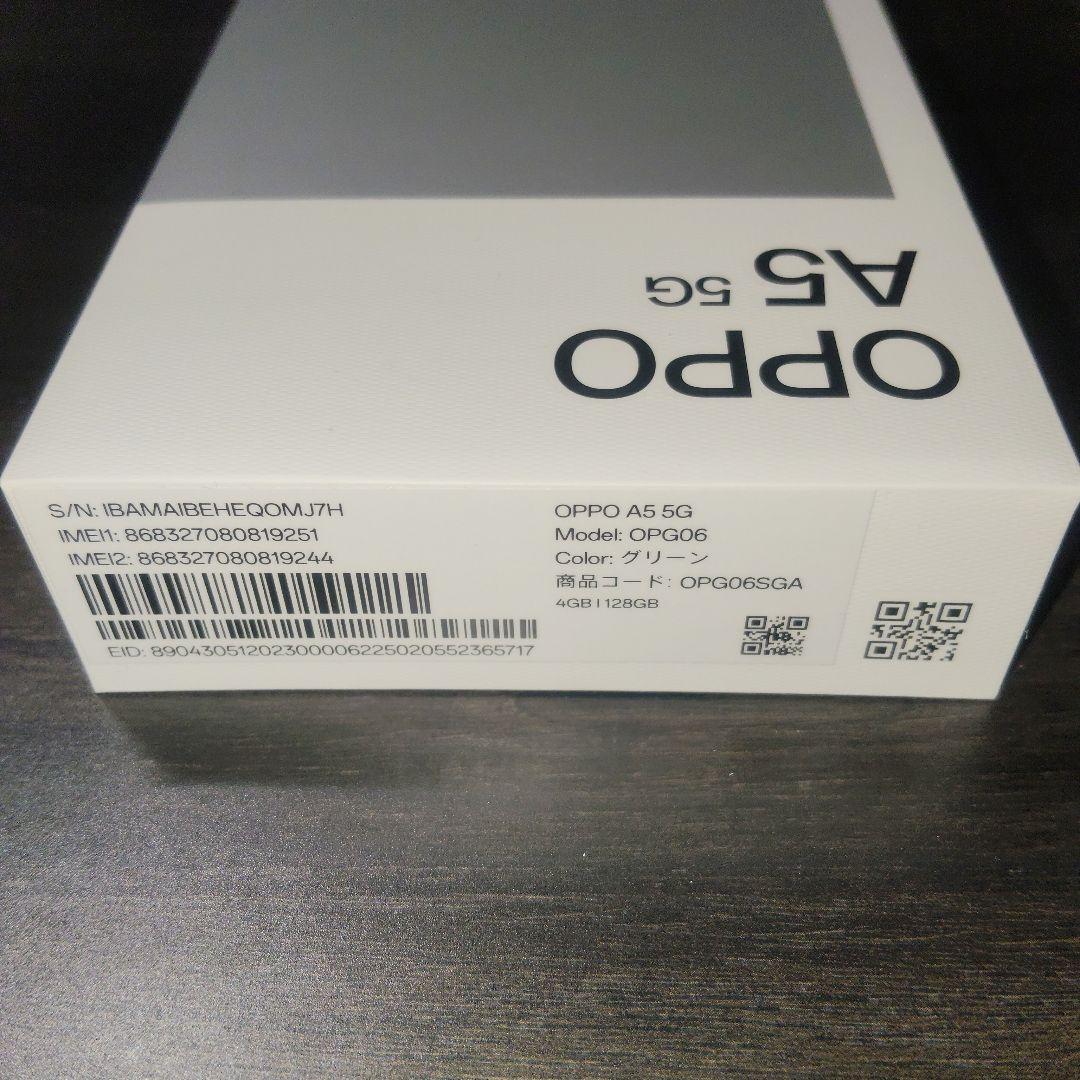 OPPO
A5 5G
S/N: IBAMAIBEHEQOMJ7H
IMEI1: 868327080819251
IMEI2: 868327080819244
EID: 89043051202300006225020552365717
OPPO A5 5G
Model: OPG06
Color: グリーン
商品コード: OPG06SGA
4GB | 128GB